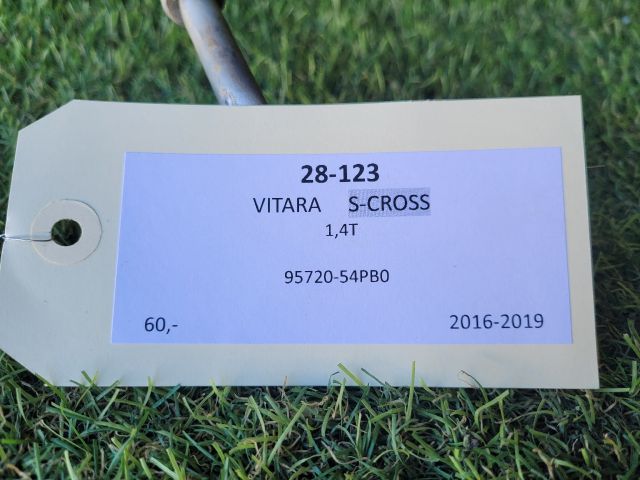 28-123
VITARA S-CROSS
1,4T
95720-54PB0
60,- 2016-2019